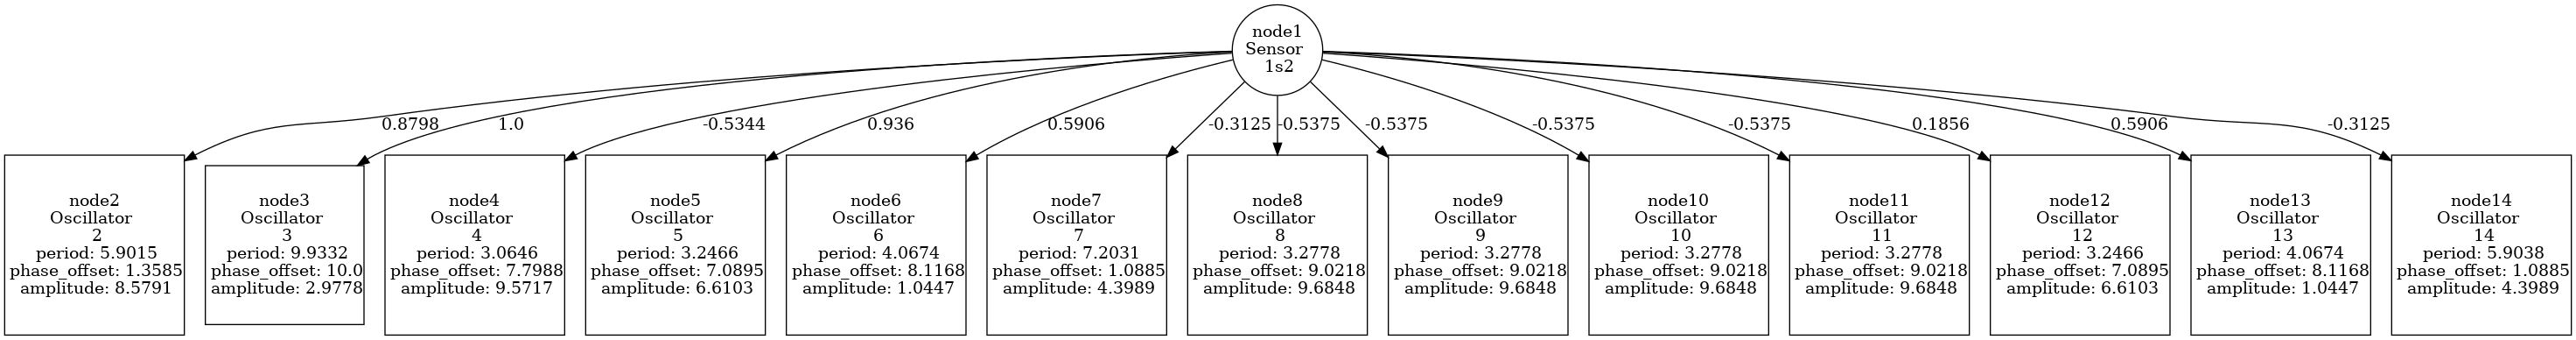 node1
Sensor
1s2
0.8798
1.0
-0.5344
0.936
0.5906
-0.3125
-0.5375
-0.5375
-0.5375
-0.5375
0.1856
0.5906
-0.3125
node2
Oscillator
2
period: 5.9015
phase_offset: 1.3585
amplitude: 8.5791
node3
Oscillator
3
period: 9.9332
phase_offset: 10.0
amplitude: 2.9778
node4
Oscillator
4
period: 3.0646
phase_offset: 7.7988
amplitude: 9.5717
node5
Oscillator
5
period: 3.2466
phase_offset: 7.0895
amplitude: 6.6103
node6
Oscillator
6
period: 4.0674
phase_offset: 8.1168
amplitude: 1.0447
node7
Oscillator
7
period: 7.2031
phase_offset: 1.0885
amplitude: 4.3989
node8
Oscillator
8
period: 3.2778
phase_offset: 9.0218
amplitude: 9.6848
node9
Oscillator
9
period: 3.2778
phase_offset: 9.0218
amplitude: 9.6848
node10
Oscillator
10
period: 3.2778
phase_offset: 9.0218
amplitude: 9.6848
node11
Oscillator
11
period: 3.2778
phase_offset: 9.0218
amplitude: 9.6848
node12
Oscillator
12
period: 3.2466
phase_offset: 7.0895
amplitude: 6.6103
node13
Oscillator
13
period: 4.0674
phase_offset: 8.1168
amplitude: 1.0447
node14
Oscillator
14
period: 5.9038
phase_offset: 1.0885
amplitude: 4.3989